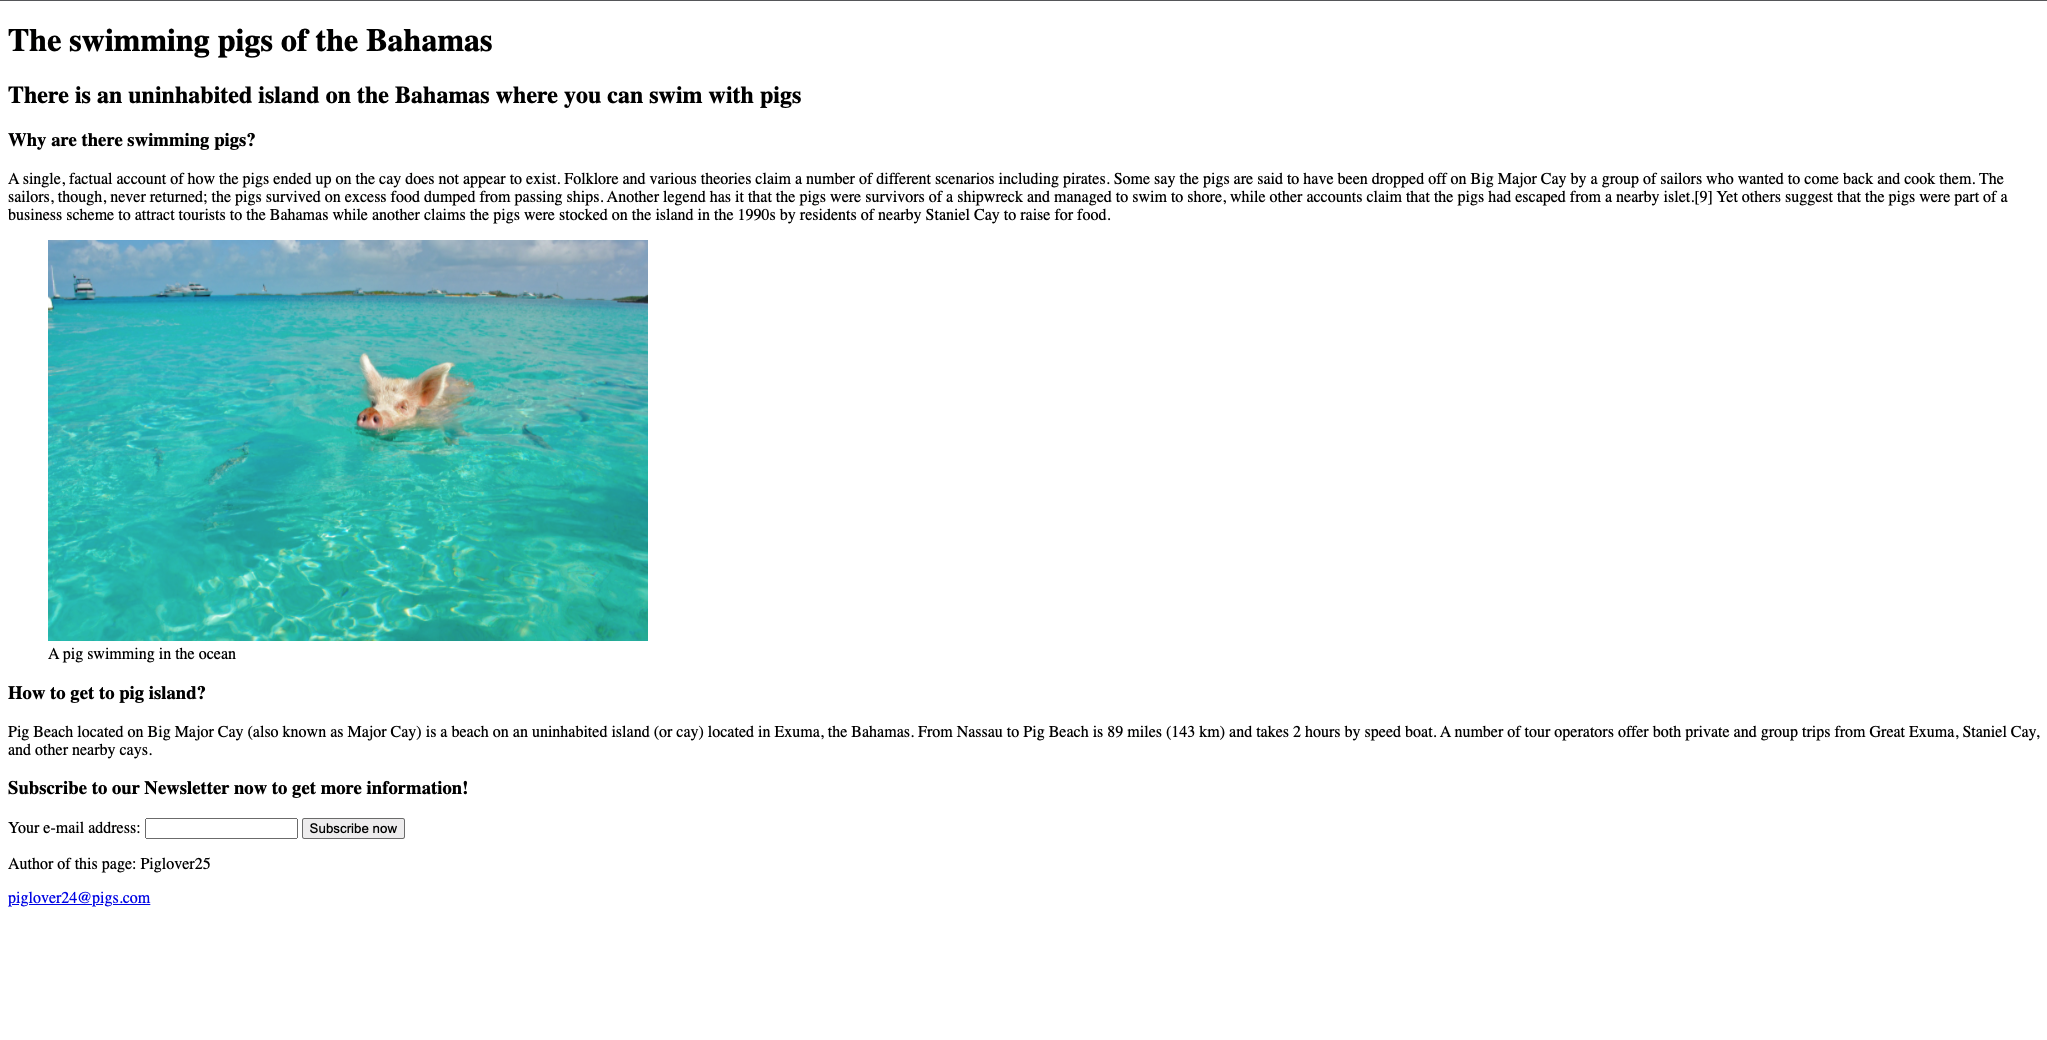 The swimming pigs of the Bahamas
There is an uninhabited island on the Bahamas where you can swim with pigs
Why are there swimming pigs?
A single, factual account of how the pigs ended up on the cay does not appear to exist. Folklore and various theories claim a number of different scenarios including pirates. Some say the pigs are said to have been dropped off on Big Major Cay by a group of sailors who wanted to come back and cook them. The
sailors, though, never returned; the pigs survived on excess food dumped from passing ships. Another legend has it that the pigs were survivors of a shipwreck and managed to swim to shore, while other accounts claim that the pigs had escaped from a nearby islet.[9] Yet others suggest that the pigs were part of a
business scheme to attract tourists to the Bahamas while another claims the pigs were stocked on the island in the 1990s by residents of nearby Staniel Cay to raise for food.
A pig swimming in the ocean
How to get to pig island?
Pig Beach located on Big Major Cay (also known as Major Cay) is a beach on an uninhabited island (or cay) located in Exuma, the Bahamas. From Nassau to Pig Beach is 89 miles (143 km) and takes 2 hours by speed boat. A number of tour operators offer both private and group trips from Great Exuma, Staniel Cay,
and other nearby cays.
Subscribe to our Newsletter now to get more information!
Your e-mail address: Subscribe now
Author of this page: Piglover25
piglover24@pigs.com